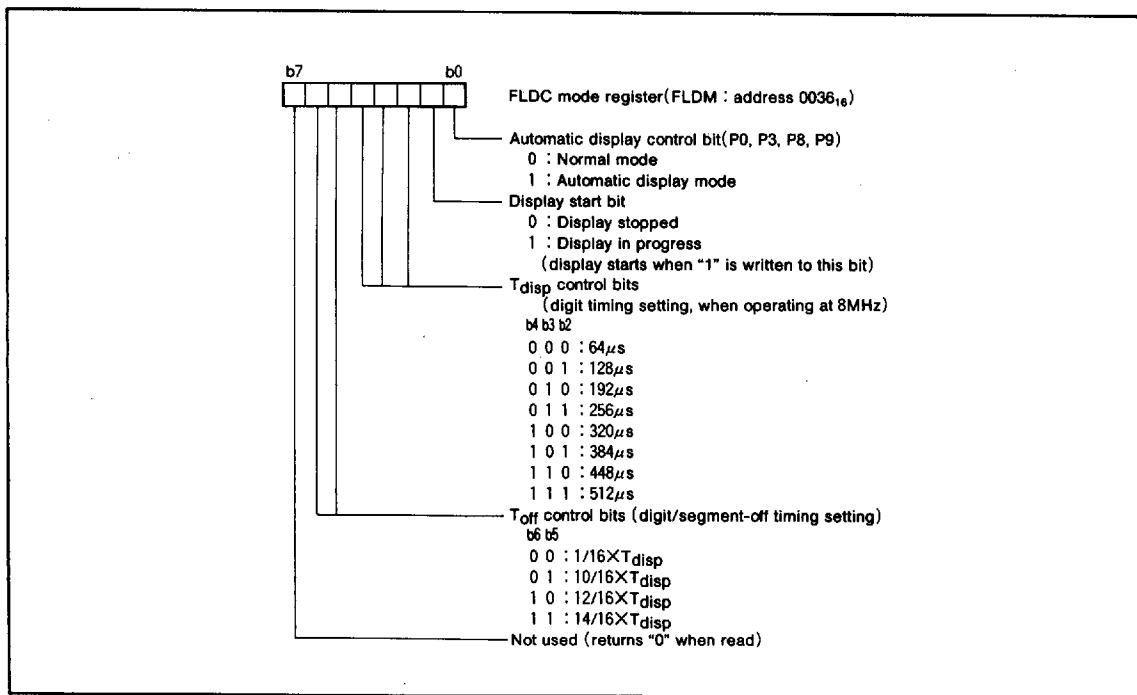 b7 b0
FLDC mode register(FLDM : address 0036₁₆)
Automatic display control bit(P0, P3, P8, P9)
0 : Normal mode
1 : Automatic display mode
Display start bit
0 : Display stopped
1 : Display in progress
(display starts when “1” is written to this bit)
Tdisp control bits
(digit timing setting, when operating at 8MHz)
b4 b3 b2
0 0 0 : 64μs
0 0 1 : 128μs
0 1 0 : 192μs
0 1 1 : 256μs
1 0 0 : 320μs
1 0 1 : 384μs
1 1 0 : 448μs
1 1 1 : 512μs
Toff control bits (digit/segment-off timing setting)
b6 b5
0 0 : 1/16×Tdisp
0 1 : 10/16×Tdisp
1 0 : 12/16×Tdisp
1 1 : 14/16×Tdisp
Not used (returns “0” when read)